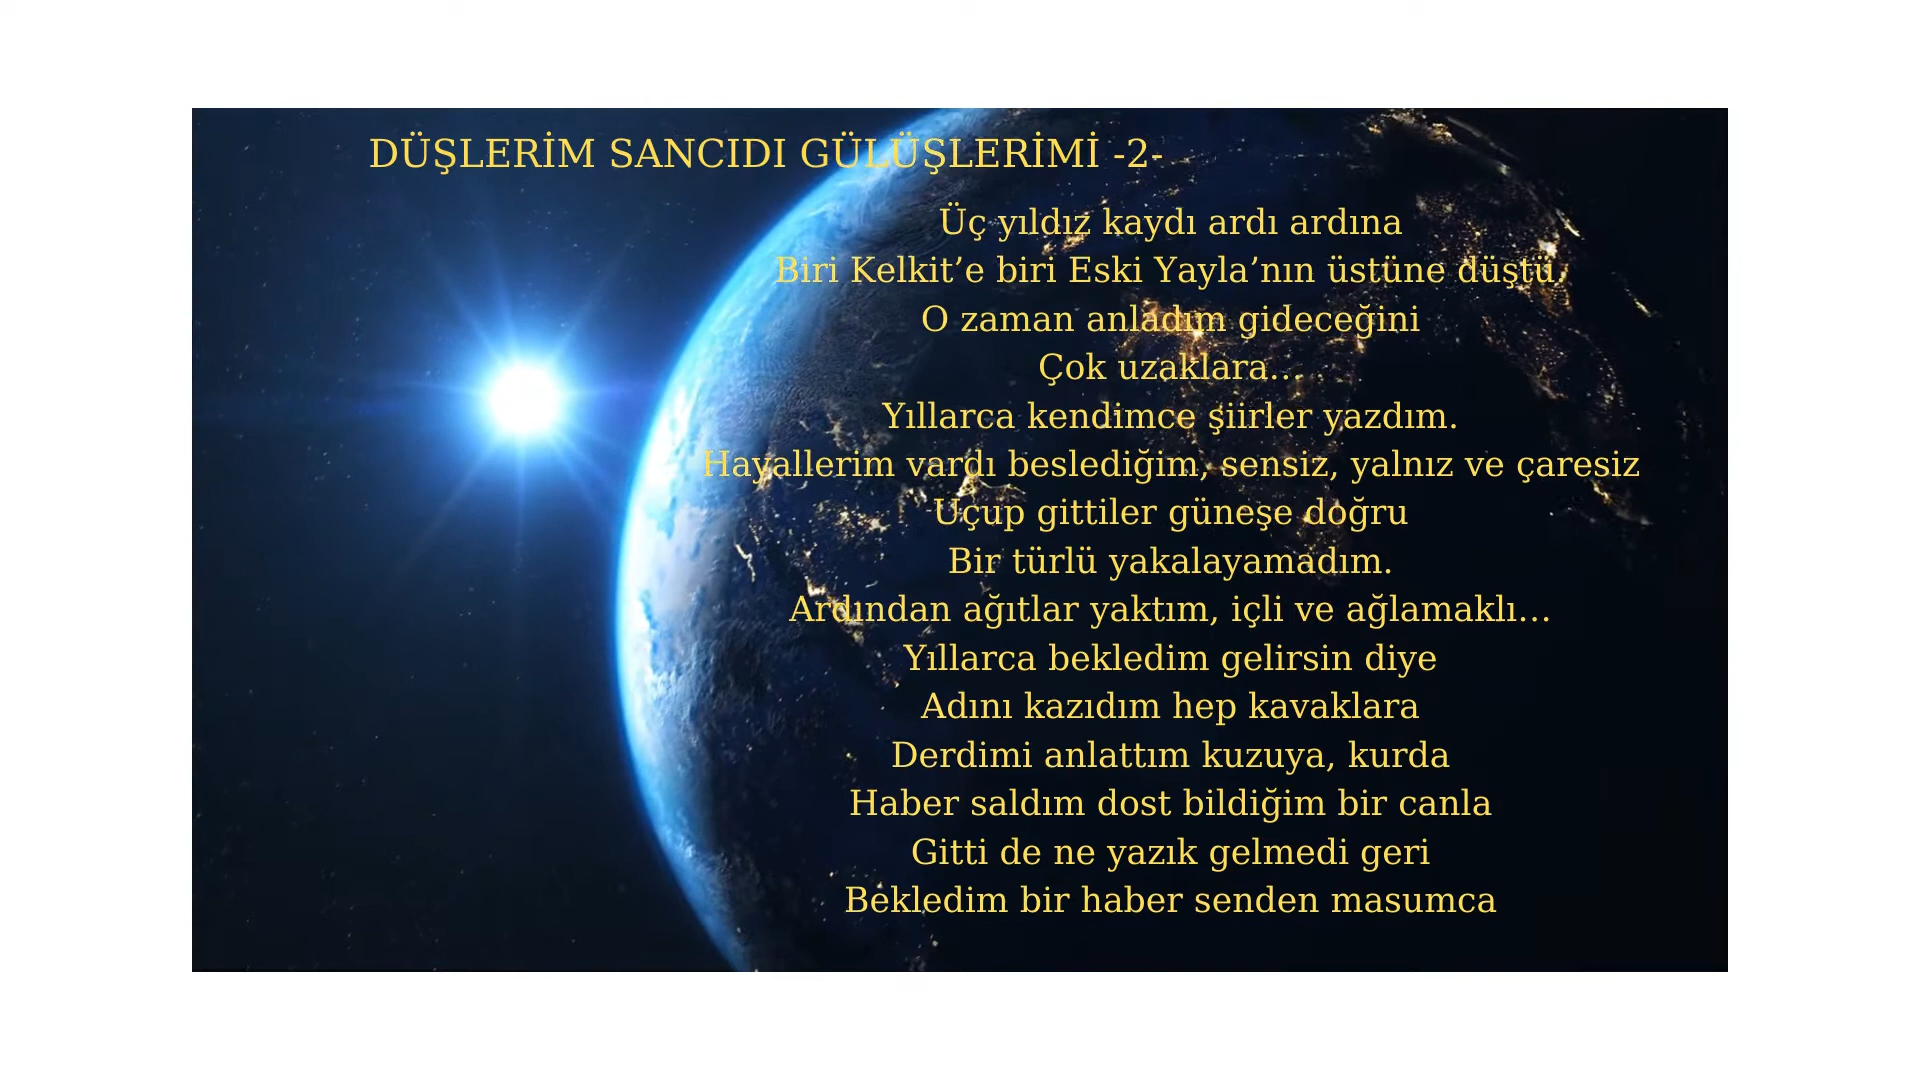 DÜŞLERİM SANCIDI GÜLÜŞLERİMİ -2-
Üç yıldız kaydı ardı ardına
Biri Kelkit’e biri Eski Yayla’nın üstüne düştü,
O zaman anladım gideceğini
Çok uzaklara…
Yıllarca kendimce şiirler yazdım.
Hayallerim vardı beslediğim, sensiz, yalnız ve çaresiz
Uçup gittiler güneşe doğru
Bir türlü yakalayamadım.
Ardından ağıtlar yaktım, içli ve ağlamaklı…
Yıllarca bekledim gelirsin diye
Adını kazıdım hep kavaklara
Derdimi anlattım kuzuya, kurda
Haber saldım dost bildiğim bir canla
Gitti de ne yazık gelmedi geri
Bekledim bir haber senden masumca